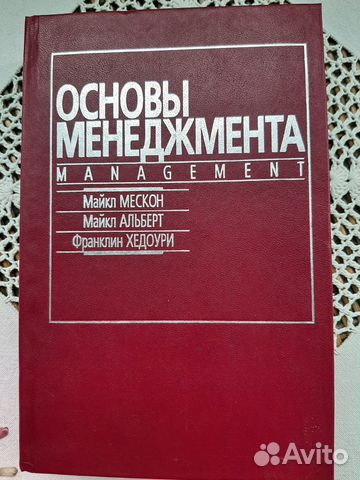 ОСНОВЫ
МЕНЕДЖМЕНТА
MANAGEMENT
Майкл МЕСКОН
Майкл АЛЬБЕРТ
Франклин ХЕДОУРИ
Avito